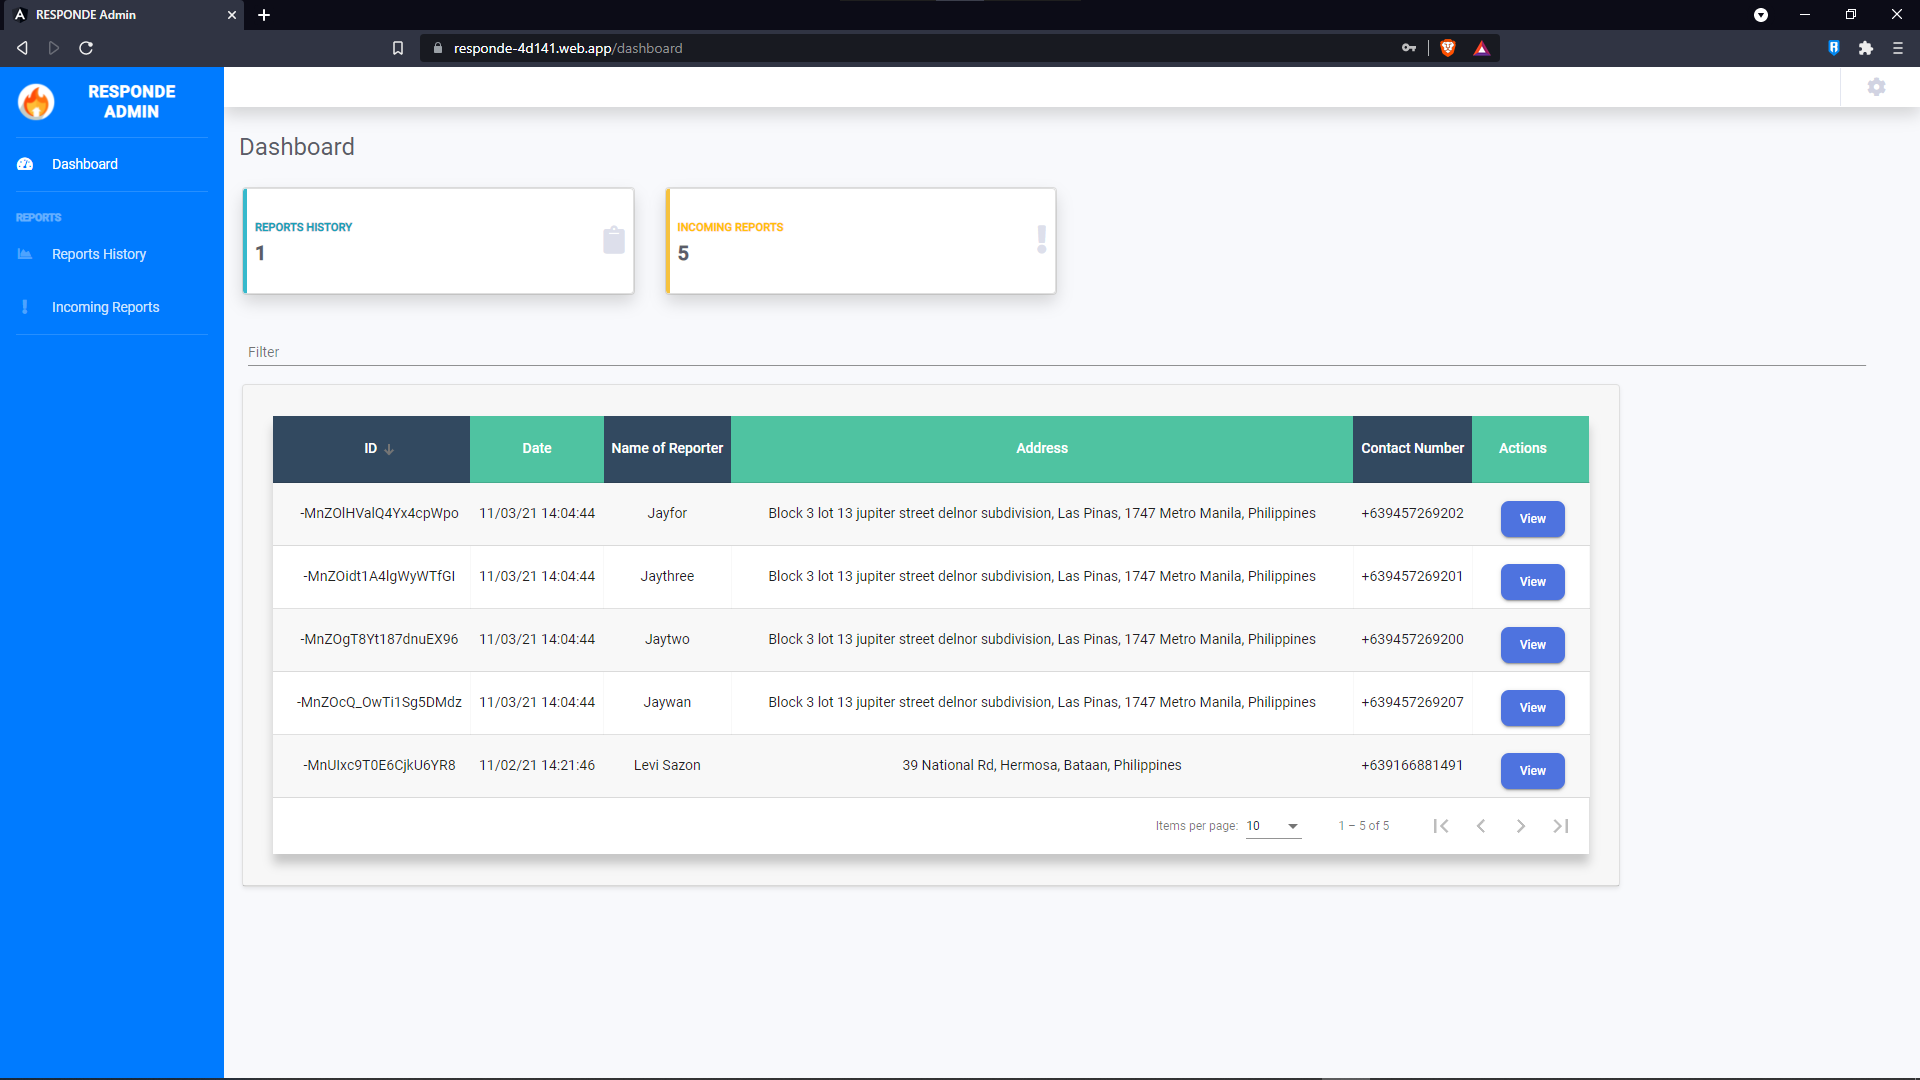 RESPONDE Admin
responde-4d141.web.app/dashboard
RESPONDE
ADMIN
Dashboard
REPORTS
Reports History
Incoming Reports
Dashboard
REPORTS HISTORY
1
INCOMING REPORTS
5
Filter
ID Date Name of Reporter Address Contact Number Actions
-MnZOlHValQ4Yx4cpWpo 11/03/21 14:04:44 Jayfor Block 3 lot 13 jupiter street delnor subdivision, Las Pinas, 1747 Metro Manila, Philippines +639457269202 View
-MnZOidt1A4lgWyWTfGI 11/03/21 14:04:44 Jaythree Block 3 lot 13 jupiter street delnor subdivision, Las Pinas, 1747 Metro Manila, Philippines +639457269201 View
-MnZOgT8Yt187dnuEX96 11/03/21 14:04:44 Jaytwo Block 3 lot 13 jupiter street delnor subdivision, Las Pinas, 1747 Metro Manila, Philippines +639457269200 View
-MnZOcQ_OwTi1Sg5DMdz 11/03/21 14:04:44 Jaywan Block 3 lot 13 jupiter street delnor subdivision, Las Pinas, 1747 Metro Manila, Philippines +639457269207 View
-MnUIxc9T0E6CjkU6YR8 11/02/21 14:21:46 Levi Sazon 39 National Rd, Hermosa, Bataan, Philippines +639166881491 View
Items per page: 10 1 – 5 of 5